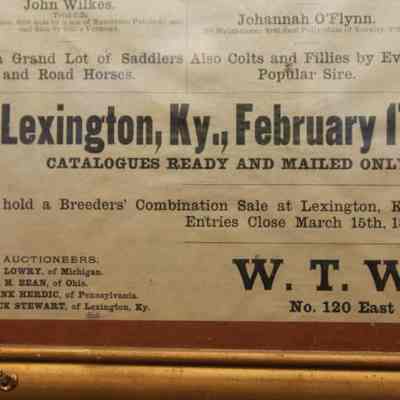 John Wilkes.
Johannah O'Flynn.
Grand Lot of Saddlers Also Colts and Fillies by
and Road Horses.
Popular Sire.
Lexington, Ky., February
CATALOGUES READY AND MAILED
hold a Breeders' Combination Sale at Lexington,
Entries Close March 15th,
AUCTIONEERS:
LOWRY, of Michigan.
H. BEAN, of Ohio.
HERDIC, of Pennsylvania.
STEWART, of Lexington, Ky.
W. T.
No. 120 East